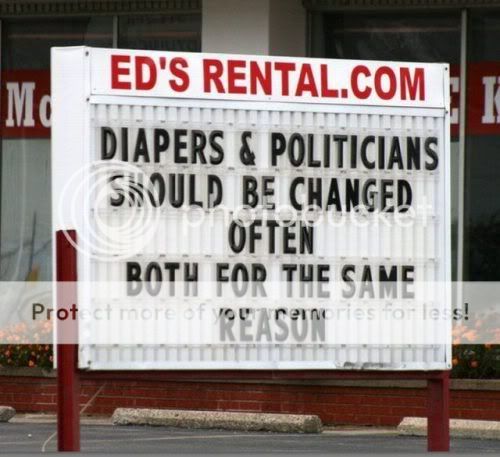 ED'S RENTAL.COM
DIAPERS & POLITICIANS
SHOULD BE CHANGED
OFTEN
BOTH FOR THE SAME
REASON
photobucket
Protect more of your memories for less!